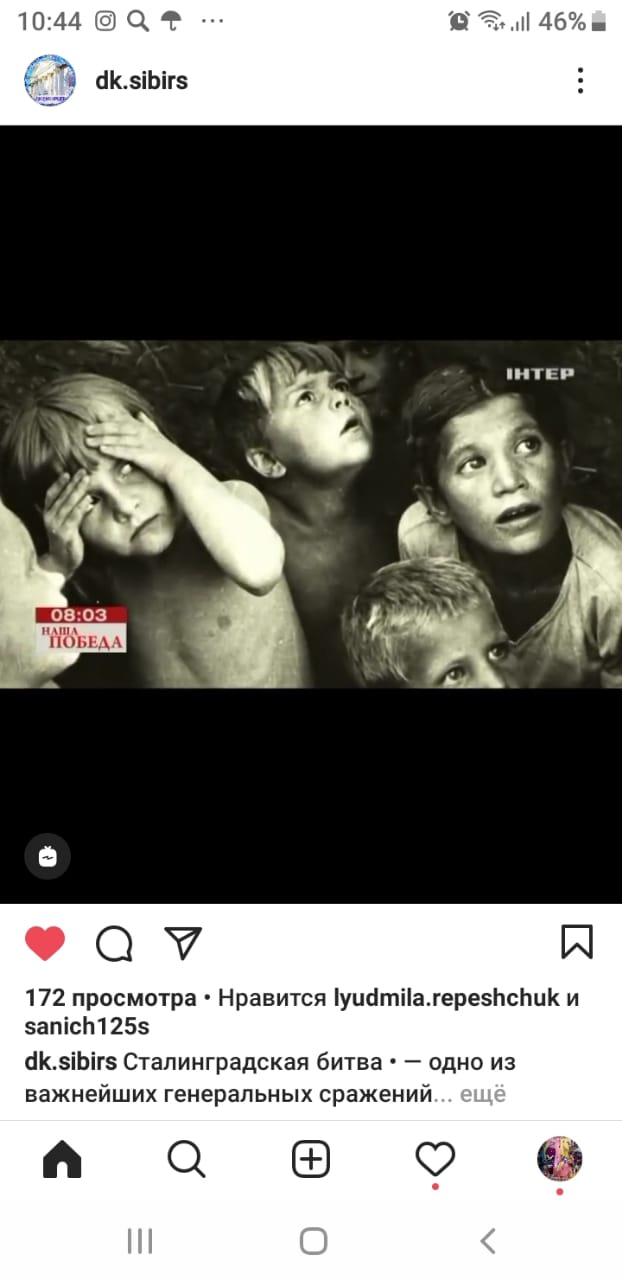 10:44
46%
dk.sibirs
ІНТЕР
08:03
НАША
ПОБЕДА
172 просмотра • Нравится lyudmila.repeshchuk и
sanich125s
dk.sibirs Сталинградская битва • — одно из
важнейших генеральных сражений... ещё